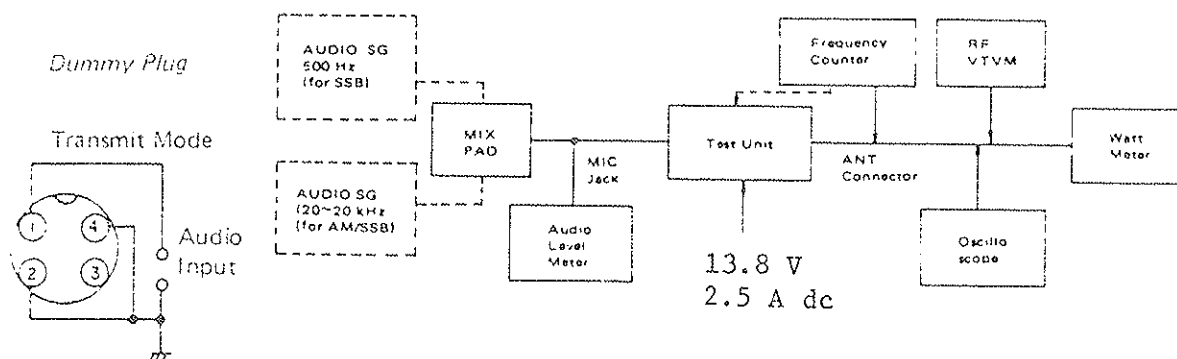 Dummy Plug
Transmit Mode
1
4
2
3
Audio
Input
AUDIO SG
500 Hz
(for SSB)
AUDIO SG
(20~20 kHz
(for AM/SSB)
MIX
PAD
MIC
Jack
Audio
Level
Meter
Frequency
Counter
RF
VTVM
Test Unit
ANT
Connector
Watt
Meter
Oscillo
scope
13.8 V
2.5 A dc